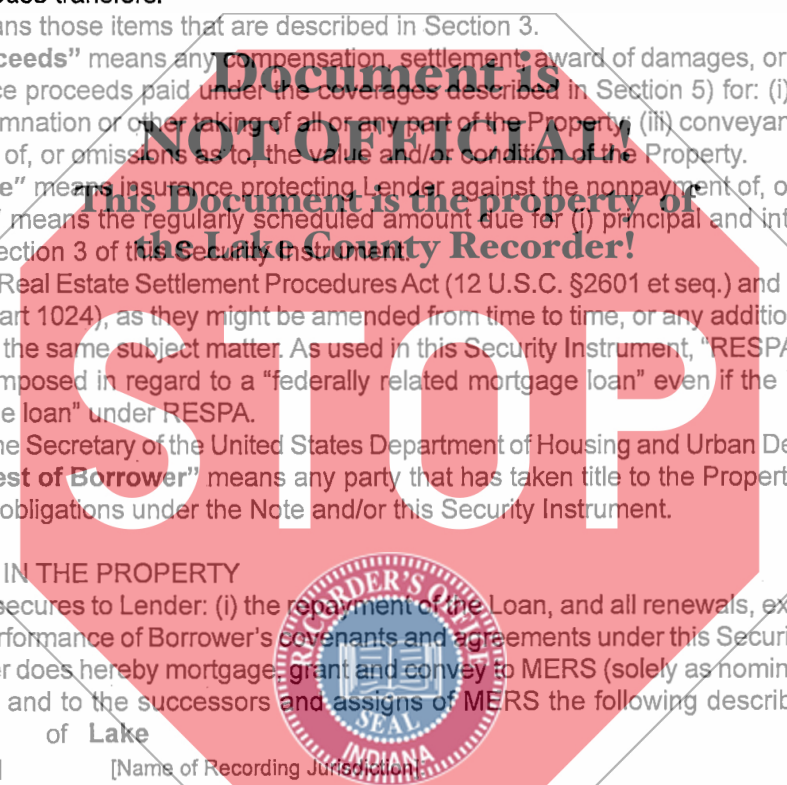 ans those items that are described in Section 3.
ceeds” means any compensation, settlement, award of damages, or
Document is
ce proceeds paid under the coverages described in Section 5) for: (i)
mnation or other taking of all or any part of the Property; (iii) conveyan
NOT OFFICIAL!
of, or omissions as to, the value and/or condition of the Property.
e” means insurance protecting Lender against the nonpayment of, o
This Document is the property of
means the regularly scheduled amount due for (i) principal and int
ection 3 of this Security Instrument.
the Lake County Recorder!
Real Estate Settlement Procedures Act (12 U.S.C. §2601 et seq.) and
art 1024), as they might be amended from time to time, or any additio
the same subject matter. As used in this Security Instrument, “RESPA
mposed in regard to a “federally related mortgage loan” even if the
e loan” under RESPA.
STOP
he Secretary of the United States Department of Housing and Urban De
est of Borrower” means any party that has taken title to the Propert
obligations under the Note and/or this Security Instrument.
IN THE PROPERTY
secures to Lender: (i) the repayment of the Loan, and all renewals, ex
rformance of Borrower’s covenants and agreements under this Securi
er does hereby mortgage, grant and convey to MERS (solely as nomin
and to the successors and assigns of MERS the following describ
of Lake
[Name of Recording Jurisdiction]
RECORDER'S OFFICE
SEAL
INDIANA